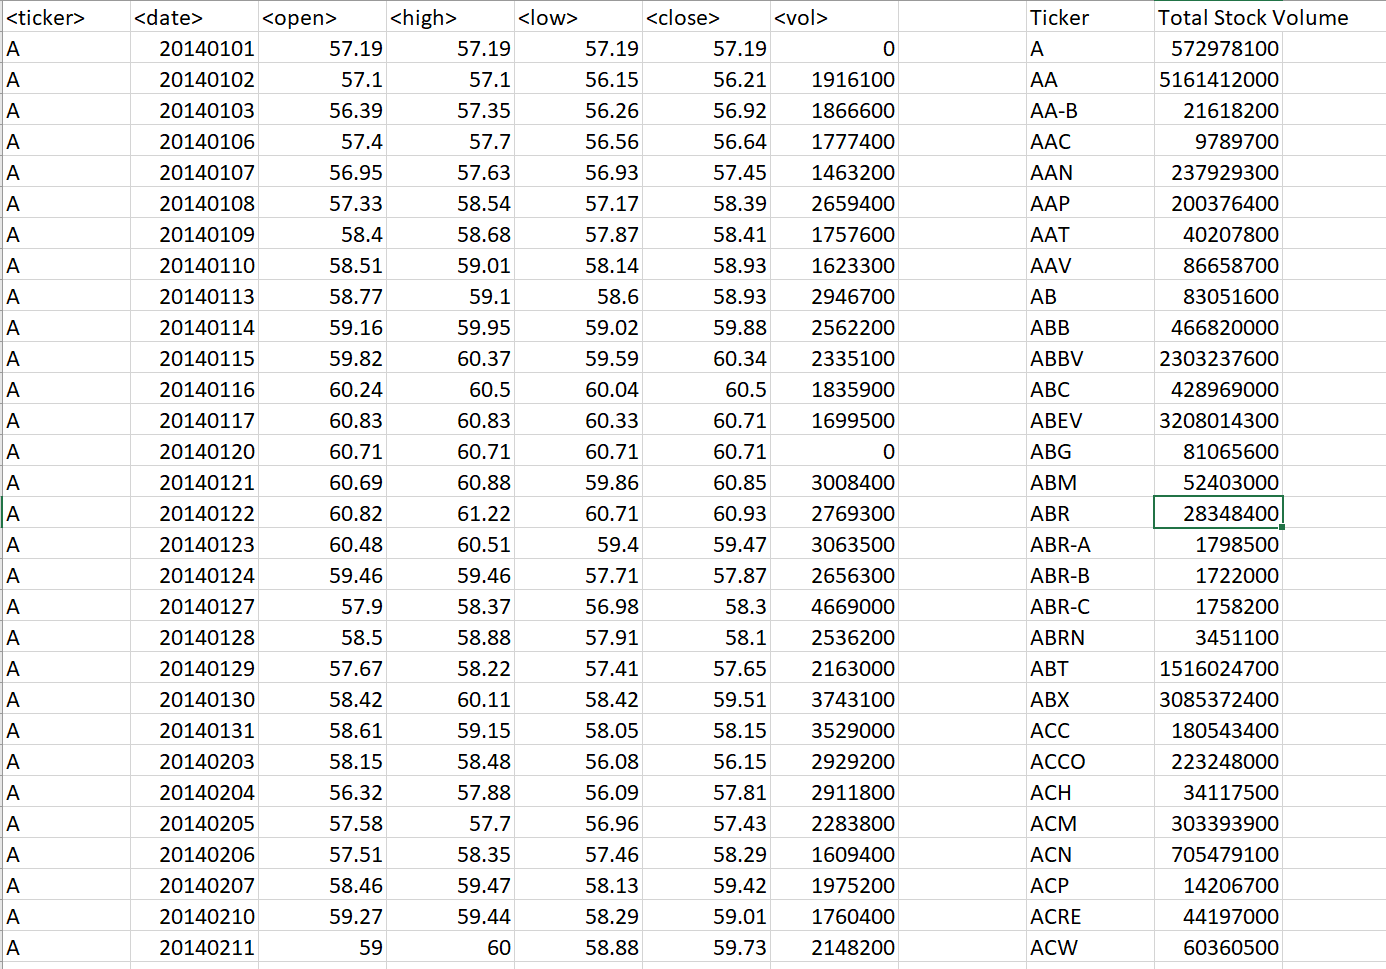 <ticker> <date> <open> <high> <low> <close> <vol> Ticker Total Stock Volume
A 20140101 57.19 57.19 57.19 57.19 0 A 572978100
A 20140102 57.1 57.1 56.15 56.21 1916100 AA 5161412000
A 20140103 56.39 57.35 56.26 56.92 1866600 AA-B 21618200
A 20140106 57.4 57.7 56.56 56.64 1777400 AAC 9789700
A 20140107 56.95 57.63 56.93 57.45 1463200 AAN 237929300
A 20140108 57.33 58.54 57.17 58.39 2659400 AAP 200376400
A 20140109 58.4 58.68 57.87 58.41 1757600 AAT 40207800
A 20140110 58.51 59.01 58.14 58.93 1623300 AAV 86658700
A 20140113 58.77 59.1 58.6 58.93 2946700 AB 83051600
A 20140114 59.16 59.95 59.02 59.88 2562200 ABB 466820000
A 20140115 59.82 60.37 59.59 60.34 2335100 ABBV 2303237600
A 20140116 60.24 60.5 60.04 60.5 1835900 ABC 428969000
A 20140117 60.83 60.83 60.33 60.71 1699500 ABEV 3208014300
A 20140120 60.71 60.71 60.71 60.71 0 ABG 81065600
A 20140121 60.69 60.88 59.86 60.85 3008400 ABM 52403000
A 20140122 60.82 61.22 60.71 60.93 2769300 ABR 28348400
A 20140123 60.48 60.51 59.4 59.47 3063500 ABR-A 1798500
A 20140124 59.46 59.46 57.71 57.87 2656300 ABR-B 1722000
A 20140127 57.9 58.37 56.98 58.3 4669000 ABR-C 1758200
A 20140128 58.5 58.88 57.91 58.1 2536200 ABRN 3451100
A 20140129 57.67 58.22 57.41 57.65 2163000 ABT 1516024700
A 20140130 58.42 60.11 58.42 59.51 3743100 ABX 3085372400
A 20140131 58.61 59.15 58.05 58.15 3529000 ACC 180543400
A 20140203 58.15 58.48 56.08 56.15 2929200 ACCO 223248000
A 20140204 56.32 57.88 56.09 57.81 2911800 ACH 34117500
A 20140205 57.58 57.7 56.96 57.43 2283800 ACM 303393900
A 20140206 57.51 58.35 57.46 58.29 1609400 ACN 705479100
A 20140207 58.46 59.47 58.13 59.42 1975200 ACP 14206700
A 20140210 59.27 59.44 58.29 59.01 1760400 ACRE 44197000
A 20140211 59 60 58.88 59.73 2148200 ACW 60360500